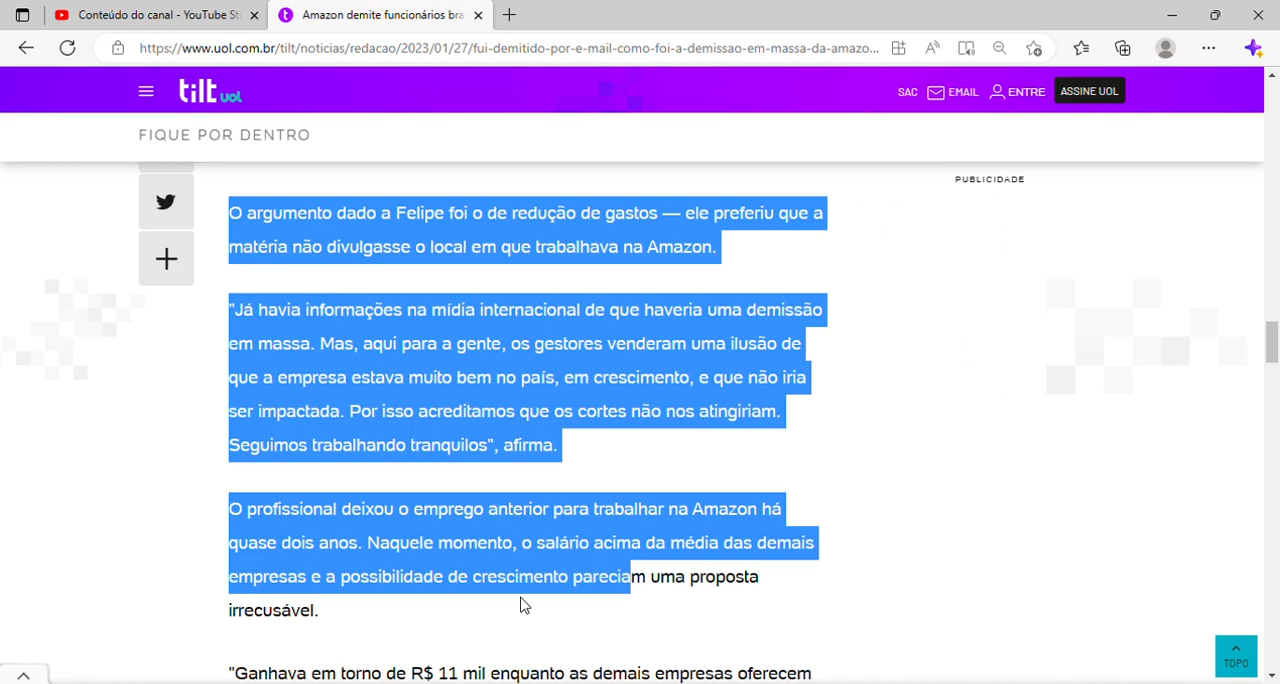 Conteúdo do canal - YouTube St
Amazon demite funcionários bra
https://www.uol.com.br/tilt/noticias/redacao/2023/01/27/fui-demitido-por-e-mail-como-foi-a-demissao-em-massa-da-amazo...
tilt uol
SAC EMAIL ENTRE ASSINE UOL
FIQUE POR DENTRO
PUBLICIDADE
O argumento dado a Felipe foi o de redução de gastos — ele preferiu que a
matéria não divulgasse o local em que trabalhava na Amazon.
"Já havia informações na mídia internacional de que haveria uma demissão
em massa. Mas, aqui para a gente, os gestores venderam uma ilusão de
que a empresa estava muito bem no país, em crescimento, e que não iria
ser impactada. Por isso acreditamos que os cortes não nos atingiriam.
Seguimos trabalhando tranquilos", afirma.
O profissional deixou o emprego anterior para trabalhar na Amazon há
quase dois anos. Naquele momento, o salário acima da média das demais
empresas e a possibilidade de crescimento pareciam uma proposta
irrecusável.
TOPO
"Ganhava em torno de R$ 11 mil enquanto as demais empresas oferecem